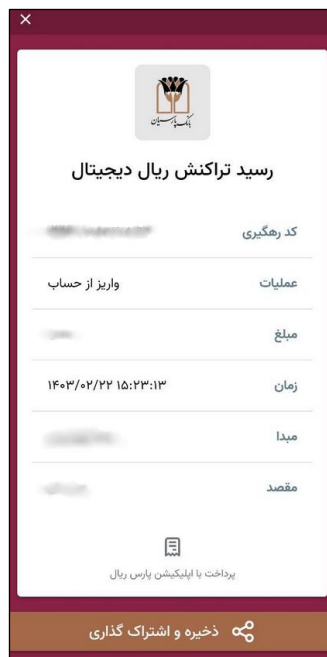 بانک پارسیان
رسید تراکنش ریال دیجیتال
کد رهگیری
عملیات واریز از حساب
مبلغ
زمان ۱۴۰۳/۰۲/۲۲ ۱۵:۲۳:۱۳
مبدا
مقصد
پرداخت با اپلیکیشن پارس ریال
ذخیره و اشتراک گذاری